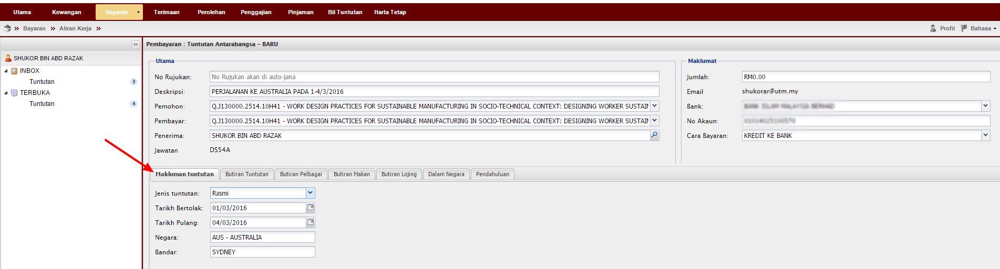 Utama Kewangan Bayaran Terimaan Perolehan Penggajian Pinjaman Bil Tuntutan Harta Tetap
» Bayaran » Aliran Kerja » Profil Bahasa
Pembayaran : Tuntutan Antarabangsa – BARU
SHUKOR BIN ABD RAZAK
INBOX
Tuntutan 3
TERBUKA
Tuntutan 4
Utama
No Rujukan: No Rujukan akan di auto-jana
Deskripsi: PERJALANAN KE AUSTRALIA PADA 1-4/3/2016
Pemohon: Q.J130000.2514.10H41 - WORK DESIGN PRACTICES FOR SUSTAINABLE MANUFACTURING IN SOCIO-TECHNICAL CONTEXT: DESIGNING WORKER SUSTAIN
Pembayar: Q.J130000.2514.10H41 - WORK DESIGN PRACTICES FOR SUSTAINABLE MANUFACTURING IN SOCIO-TECHNICAL CONTEXT: DESIGNING WORKER SUSTAIN
Penerima: SHUKOR BIN ABD RAZAK
Jawatan DS54A
Maklumat
Jumlah: RM0.00
Email shukorar@utm.my
Bank:
No Akaun:
Cara Bayaran: KREDIT KE BANK
Makluman tuntutan Butiran Tuntutan Butiran Pelbagai Butiran Makan Butiran Lojing Dalam Negara Pendahuluan
Jenis tuntutan: Rasmi
Tarikh Bertolak: 01/03/2016
Tarikh Pulang: 04/03/2016
Negara: AUS - AUSTRALIA
Bandar: SYDNEY